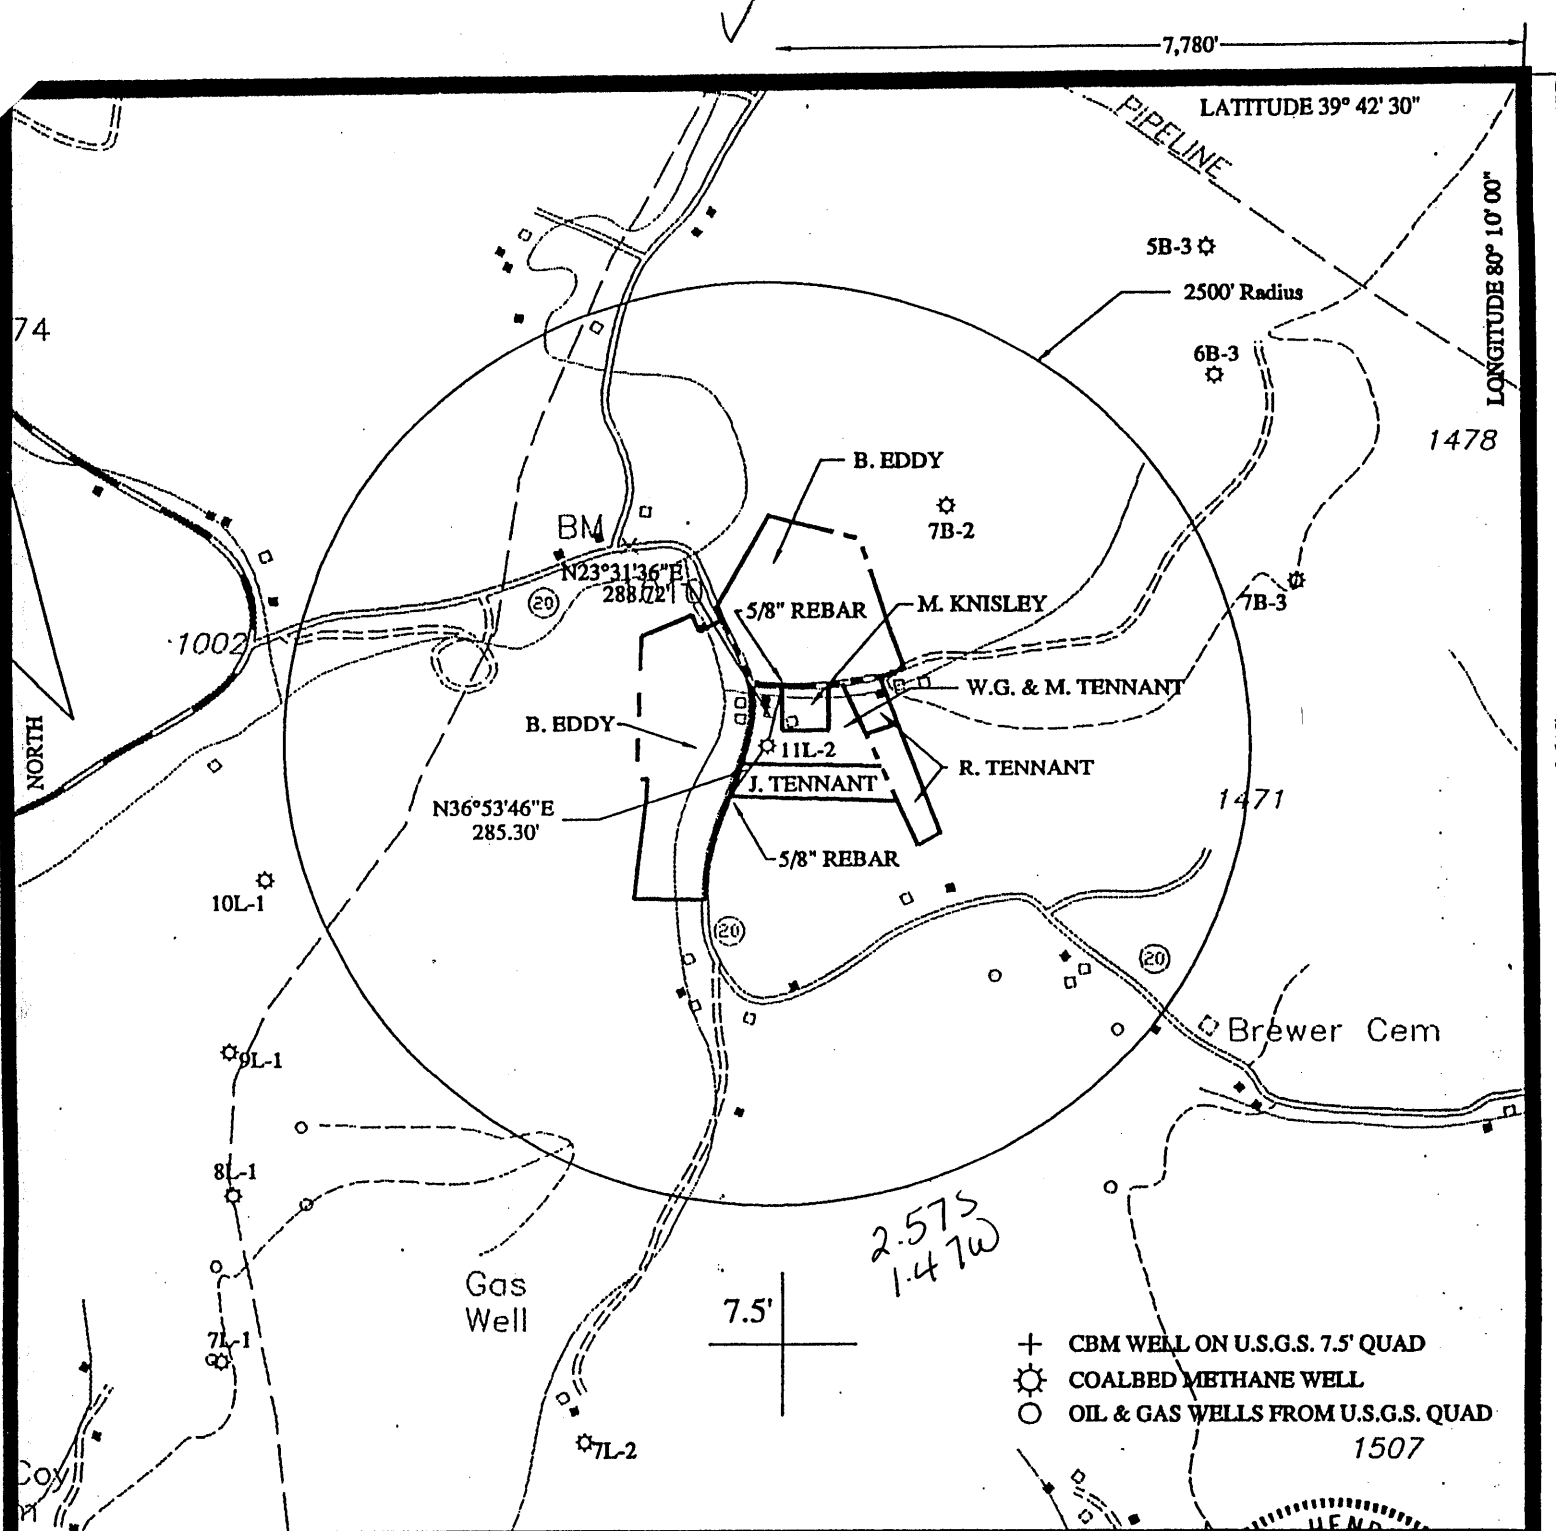 7,780'
LATITUDE 39° 42' 30"
PIPELINE
LONGITUDE 80° 10' 00"
5B-3
2500' Radius
74
6B-3
1478
B. EDDY
7B-2
BM
N23°31'36"E
288.72'
20
5/8" REBAR
M. KNISLEY
7B-3
1002
W.G. & M. TENNANT
B. EDDY
NORTH
11L-2
R. TENNANT
J. TENNANT
1471
N36°53'46"E
285.30'
5/8" REBAR
10L-1
20
20
Brewer Cem
9L-1
8L-1
2.57S
1.47W
Gas
Well
7.5'
7L-1
CBM WELL ON U.S.G.S. 7.5' QUAD
COALBED METHANE WELL
OIL & GAS WELLS FROM U.S.G.S. QUAD
1507
7L-2
Coy